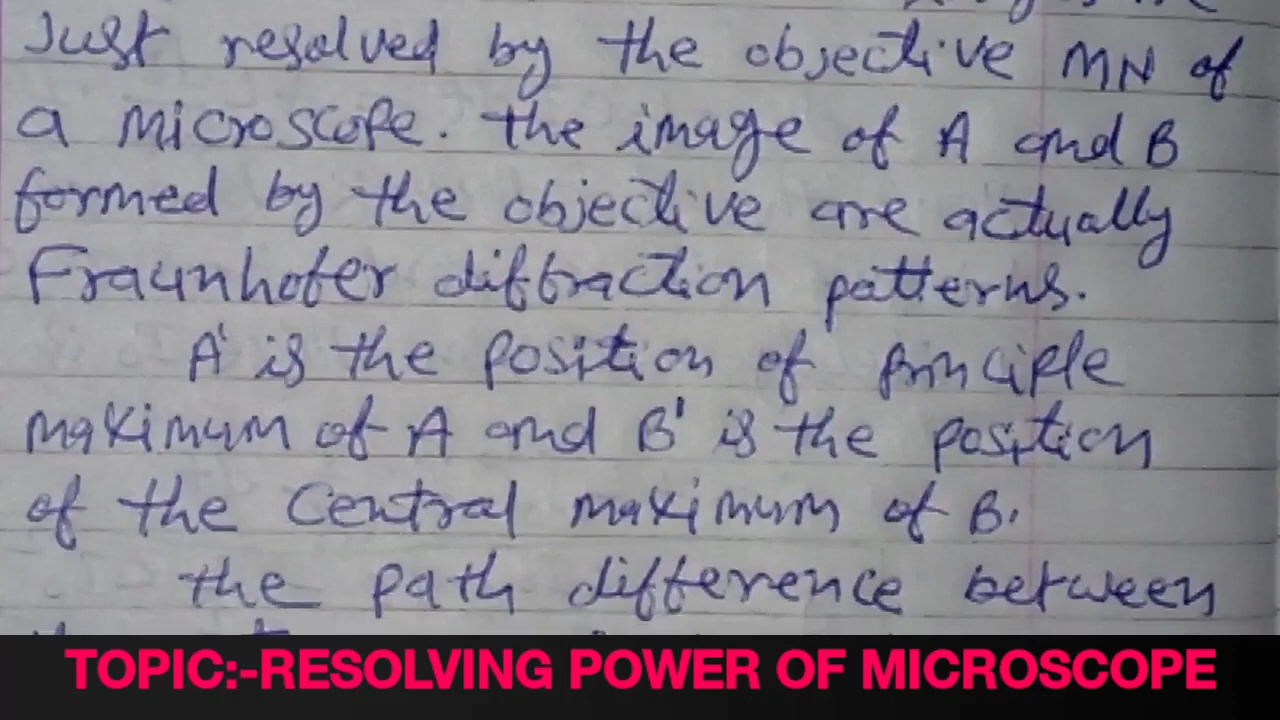 Just resolved by the objective MN of
a microscope. the image of A and B
formed by the objective are actually
Fraunhofer diffraction patterns.
A' is the position of principle
maximum of A and B' is the position
of the Central maximum of B.
the path difference between
TOPIC:-RESOLVING POWER OF MICROSCOPE